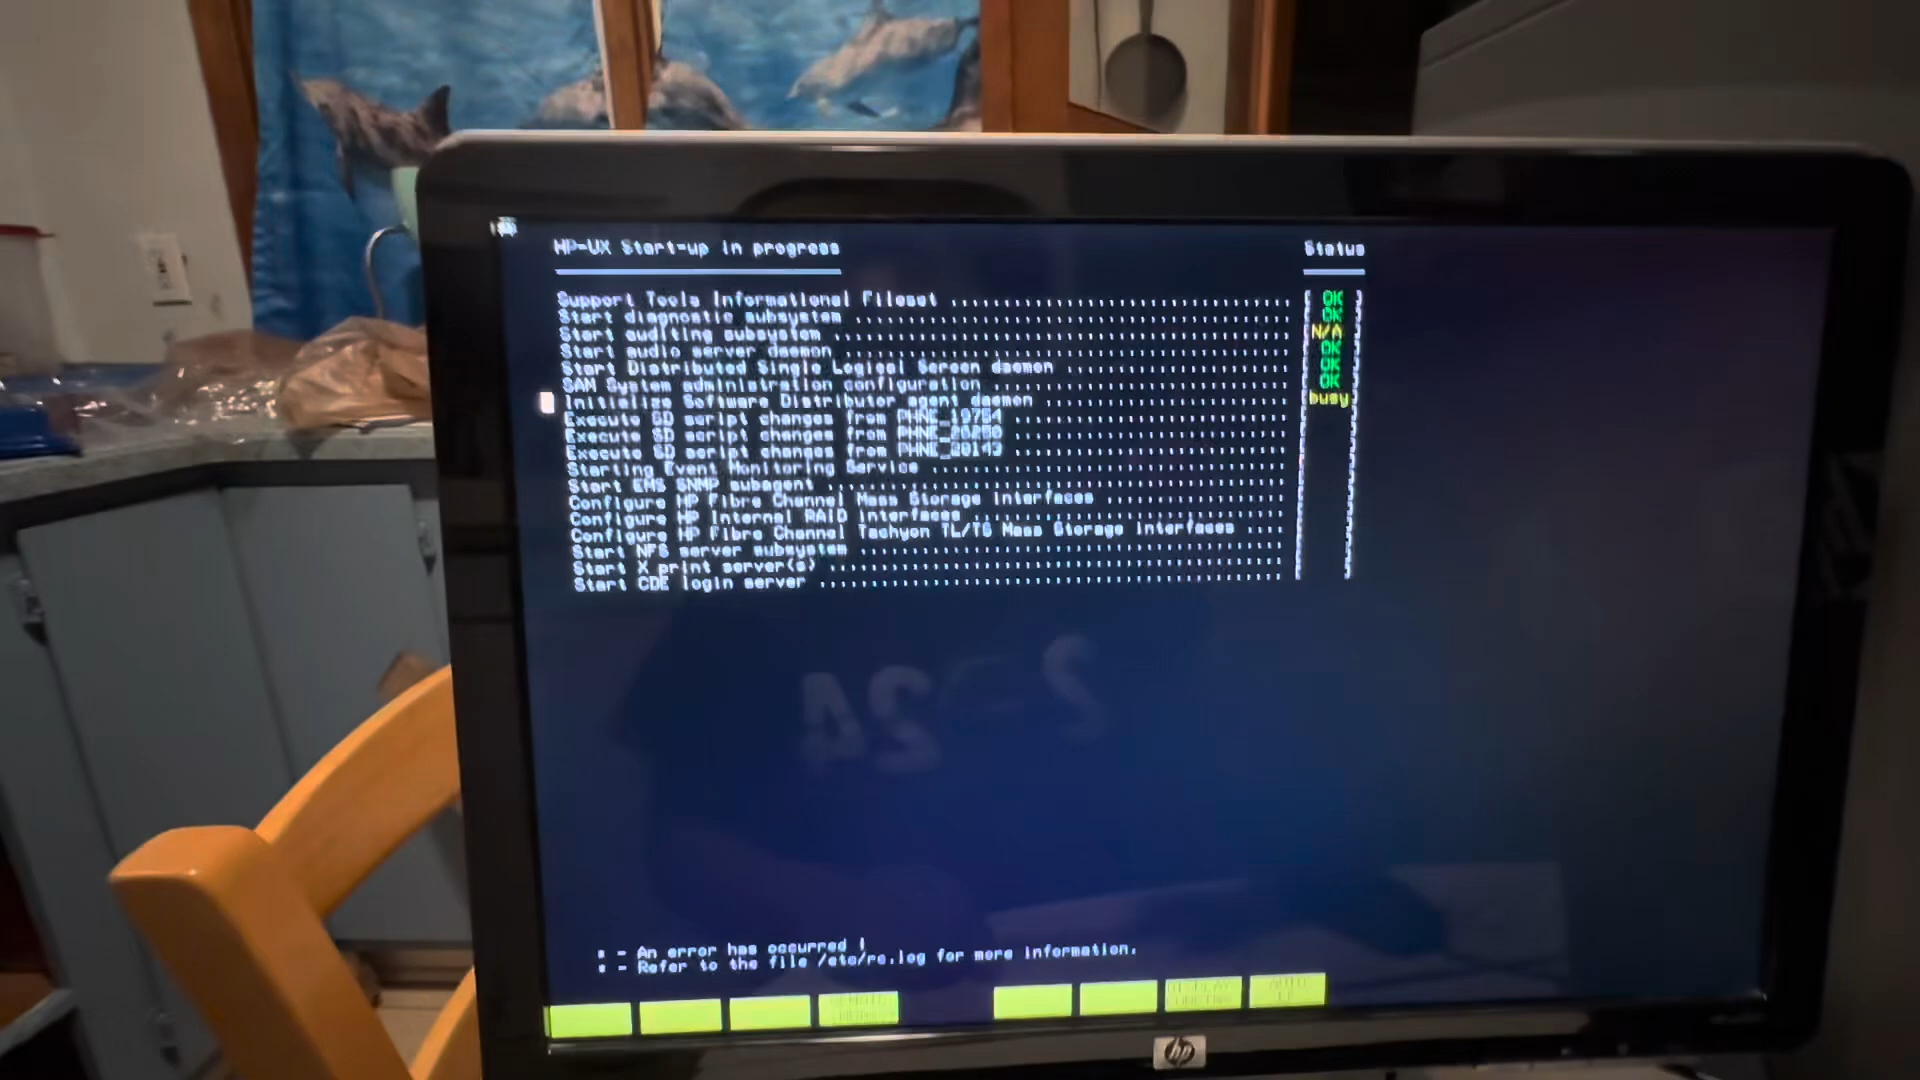 HP-UX Start-up in progress
Status
Support Tools Informational Fileset ........................................ [ OK ]
Start diagnostic subsystem ........................................ [ OK ]
Start auditing subsystem ........................................ [ N/A ]
Start audio server daemon ........................................ [ OK ]
Start Distributed Single Logical Screen daemon ........................................ [ OK ]
SAM System administration configuration ........................................ [ OK ]
Initialize Software Distributor agent daemon ........................................ [ busy ]
Execute SD script changes from PHNE_19754 ........................................ [ ]
Execute SD script changes from PHNE_20250 ........................................ [ ]
Execute SD script changes from PHNE_20143 ........................................ [ ]
Starting Event Monitoring Service ........................................ [ ]
Start EMS SNMP subagent ........................................ [ ]
Configure HP Fibre Channel Mass Storage interfaces ........................................ [ ]
Configure HP Internal RAID interfaces ........................................ [ ]
Configure HP Fibre Channel Tachyon TL/TS Mass Storage interfaces .... [ ]
Start NFS server subsystem ........................................ [ ]
Start X print server(s) ........................................ [ ]
Start CDE login server ........................................ [ ]
* - An error has occurred !
* - Refer to the file /etc/rc.log for more information.
hp